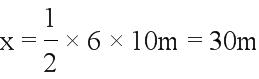 x = 1/2 × 6 × 10m = 30m